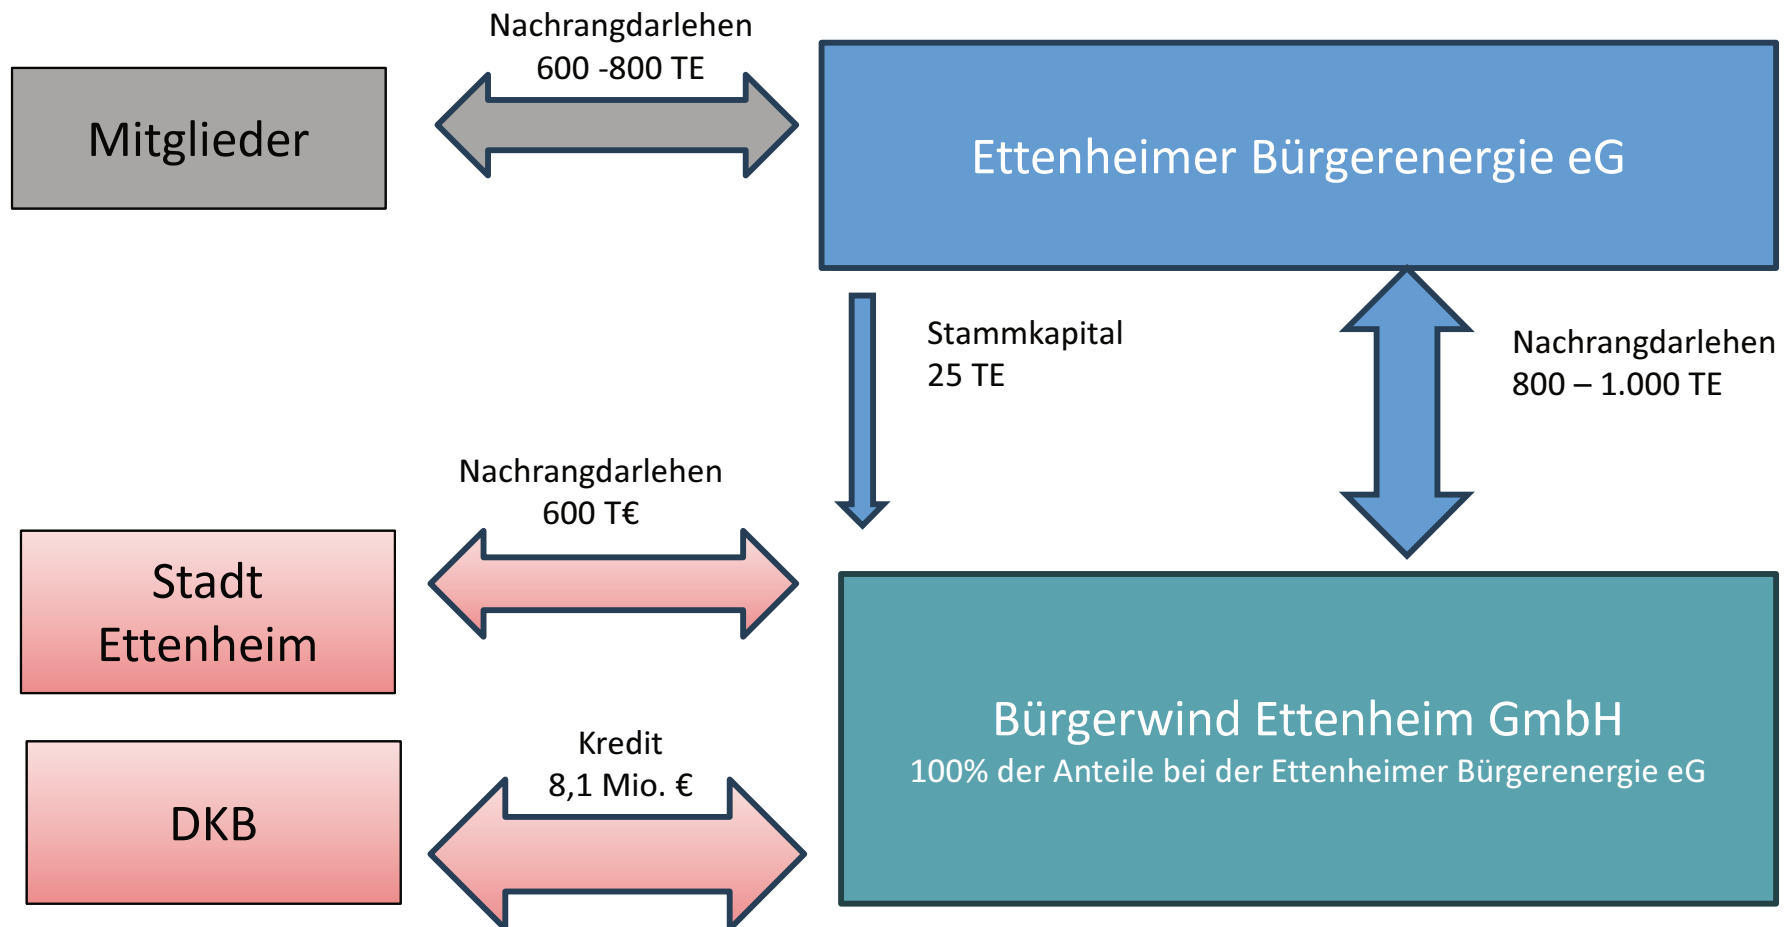 Nachrangdarlehen
600 -800 TE
Mitglieder
Ettenheimer Bürgerenergie eG
Stammkapital
25 TE
Nachrangdarlehen
800 – 1.000 TE
Nachrangdarlehen
600 T€
Stadt
Ettenheim
Bürgerwind Ettenheim GmbH
100% der Anteile bei der Ettenheimer Bürgerenergie eG
Kredit
8,1 Mio. €
DKB